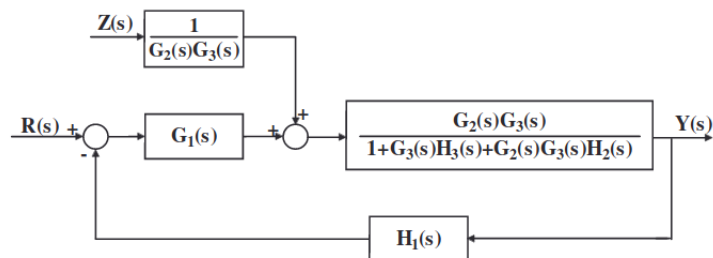 Z(s)
1
G₂(s)G₃(s)
+
R(s) +
-
G₁(s)
+
G₂(s)G₃(s)
1+G₃(s)H₃(s)+G₂(s)G₃(s)H₂(s)
Y(s)
H₁(s)